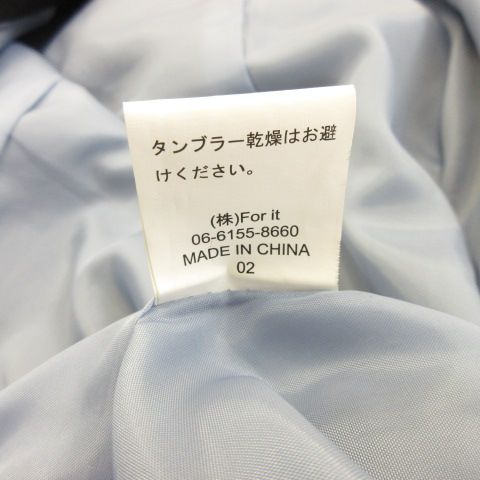 タンブラー乾燥はお避
けください。
(株)For it
06-6155-8660
MADE IN CHINA
02